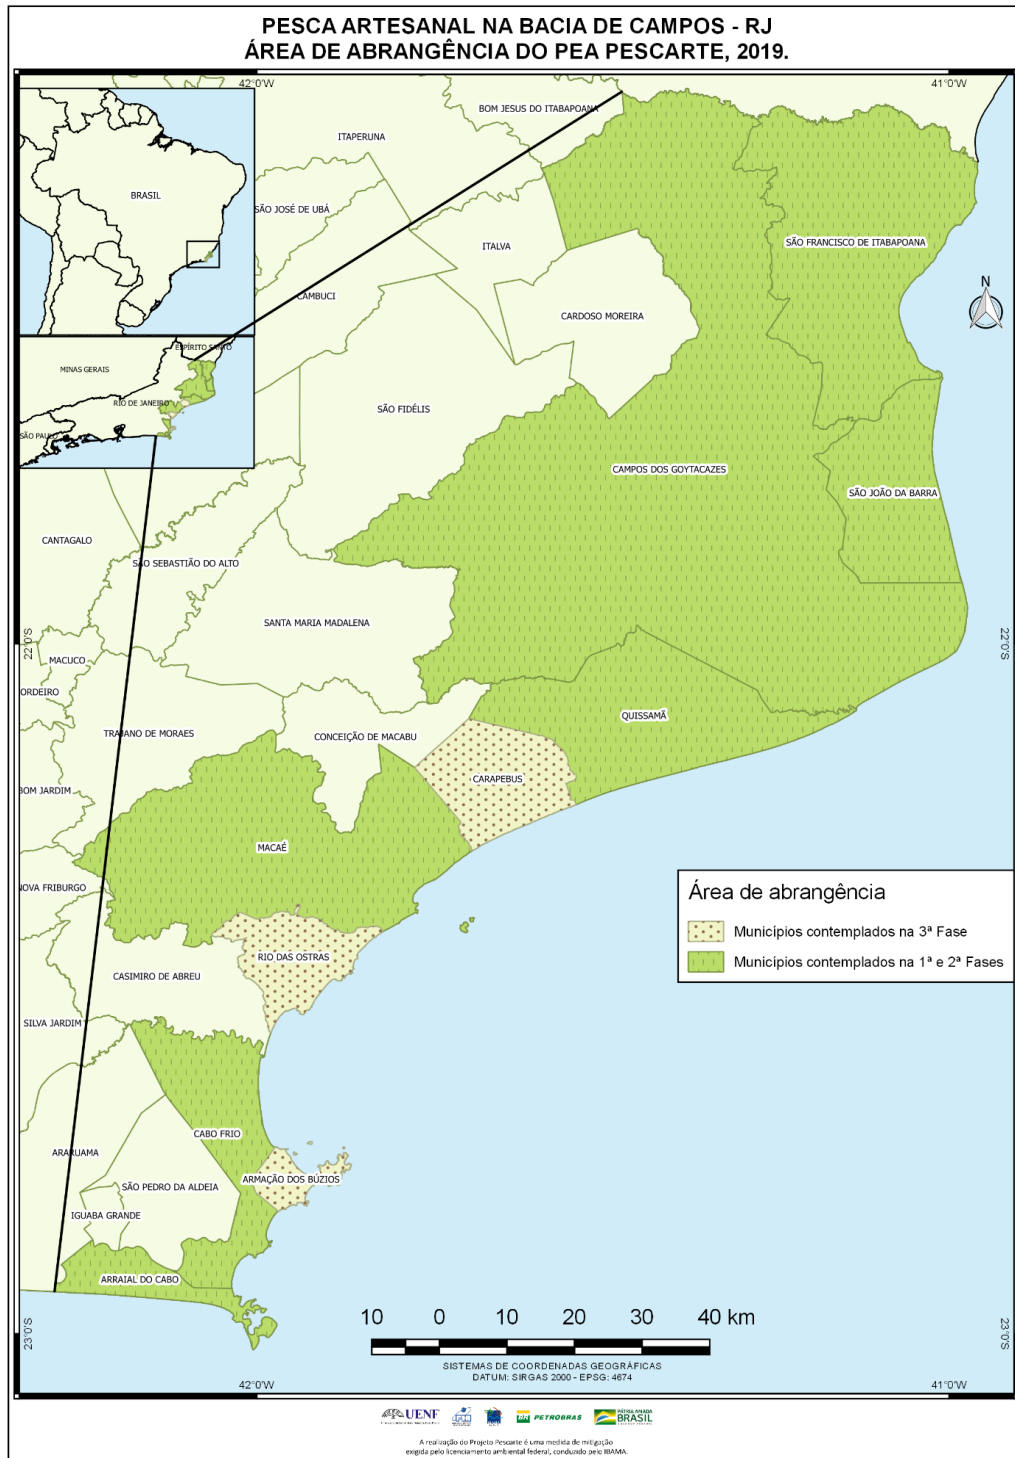 PESCA ARTESANAL NA BACIA DE CAMPOS - RJ
ÁREA DE ABRANGÊNCIA DO PEA PESCARTE, 2019.
42°0'W
41°0'W
BOM JESUS DO ITABAPOANA
ITAPERUNA
BRASIL
SÃO JOSÉ DE UBÁ
ITALVA
SÃO FRANCISCO DE ITABAPOANA
N
CAMBUCI
CARDOSO MOREIRA
ESPÍRITO SANTO
MINAS GERAIS
RIO DE JANEIRO
SÃO PAULO
SÃO FIDÉLIS
CAMPOS DOS GOYTACAZES
SÃO JOÃO DA BARRA
CANTAGALO
SÃO SEBASTIÃO DO ALTO
SANTA MARIA MADALENA
22°0'S
22°0'S
MACUCO
ORDEIRO
QUISSAMÃ
TRAJANO DE MORAES
CONCEIÇÃO DE MACABU
CARAPEBUS
BOM JARDIM
MACAÉ
NOVA FRIBURGO
Área de abrangência
Municípios contemplados na 3ª Fase
Municípios contemplados na 1ª e 2ª Fases
RIO DAS OSTRAS
CASIMIRO DE ABREU
SILVA JARDIM
CABO FRIO
ARARUAMA
ARMAÇÃO DOS BÚZIOS
SÃO PEDRO DA ALDEIA
IGUABA GRANDE
ARRAIAL DO CABO
10 0 10 20 30 40 km
23°0'S
23°0'S
SISTEMAS DE COORDENADAS GEOGRÁFICAS
DATUM: SIRGAS 2000 - EPSG: 4674
42°0'W
41°0'W
UENF
BR PETROBRAS
PÁTRIA AMADA
BRASIL
A realização do Projeto Pescarte é uma medida de mitigação
exigida pelo licenciamento ambiental federal, conduzido pelo IBAMA.